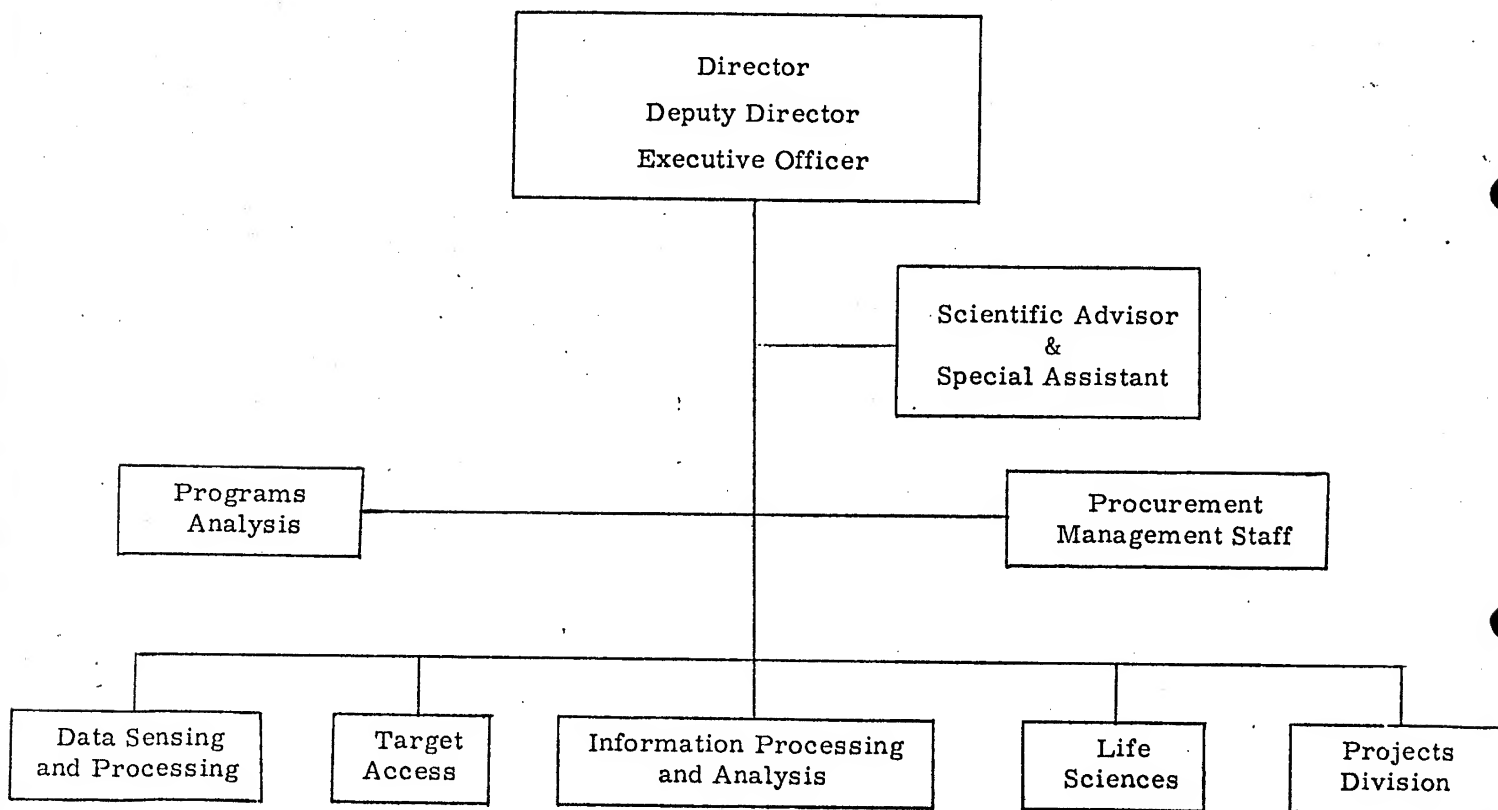 Director
Deputy Director
Executive Officer
Scientific Advisor
&
Special Assistant
Programs
Analysis
Procurement
Management Staff
Data Sensing
and Processing
Target
Access
Information Processing
and Analysis
Life
Sciences
Projects
Division